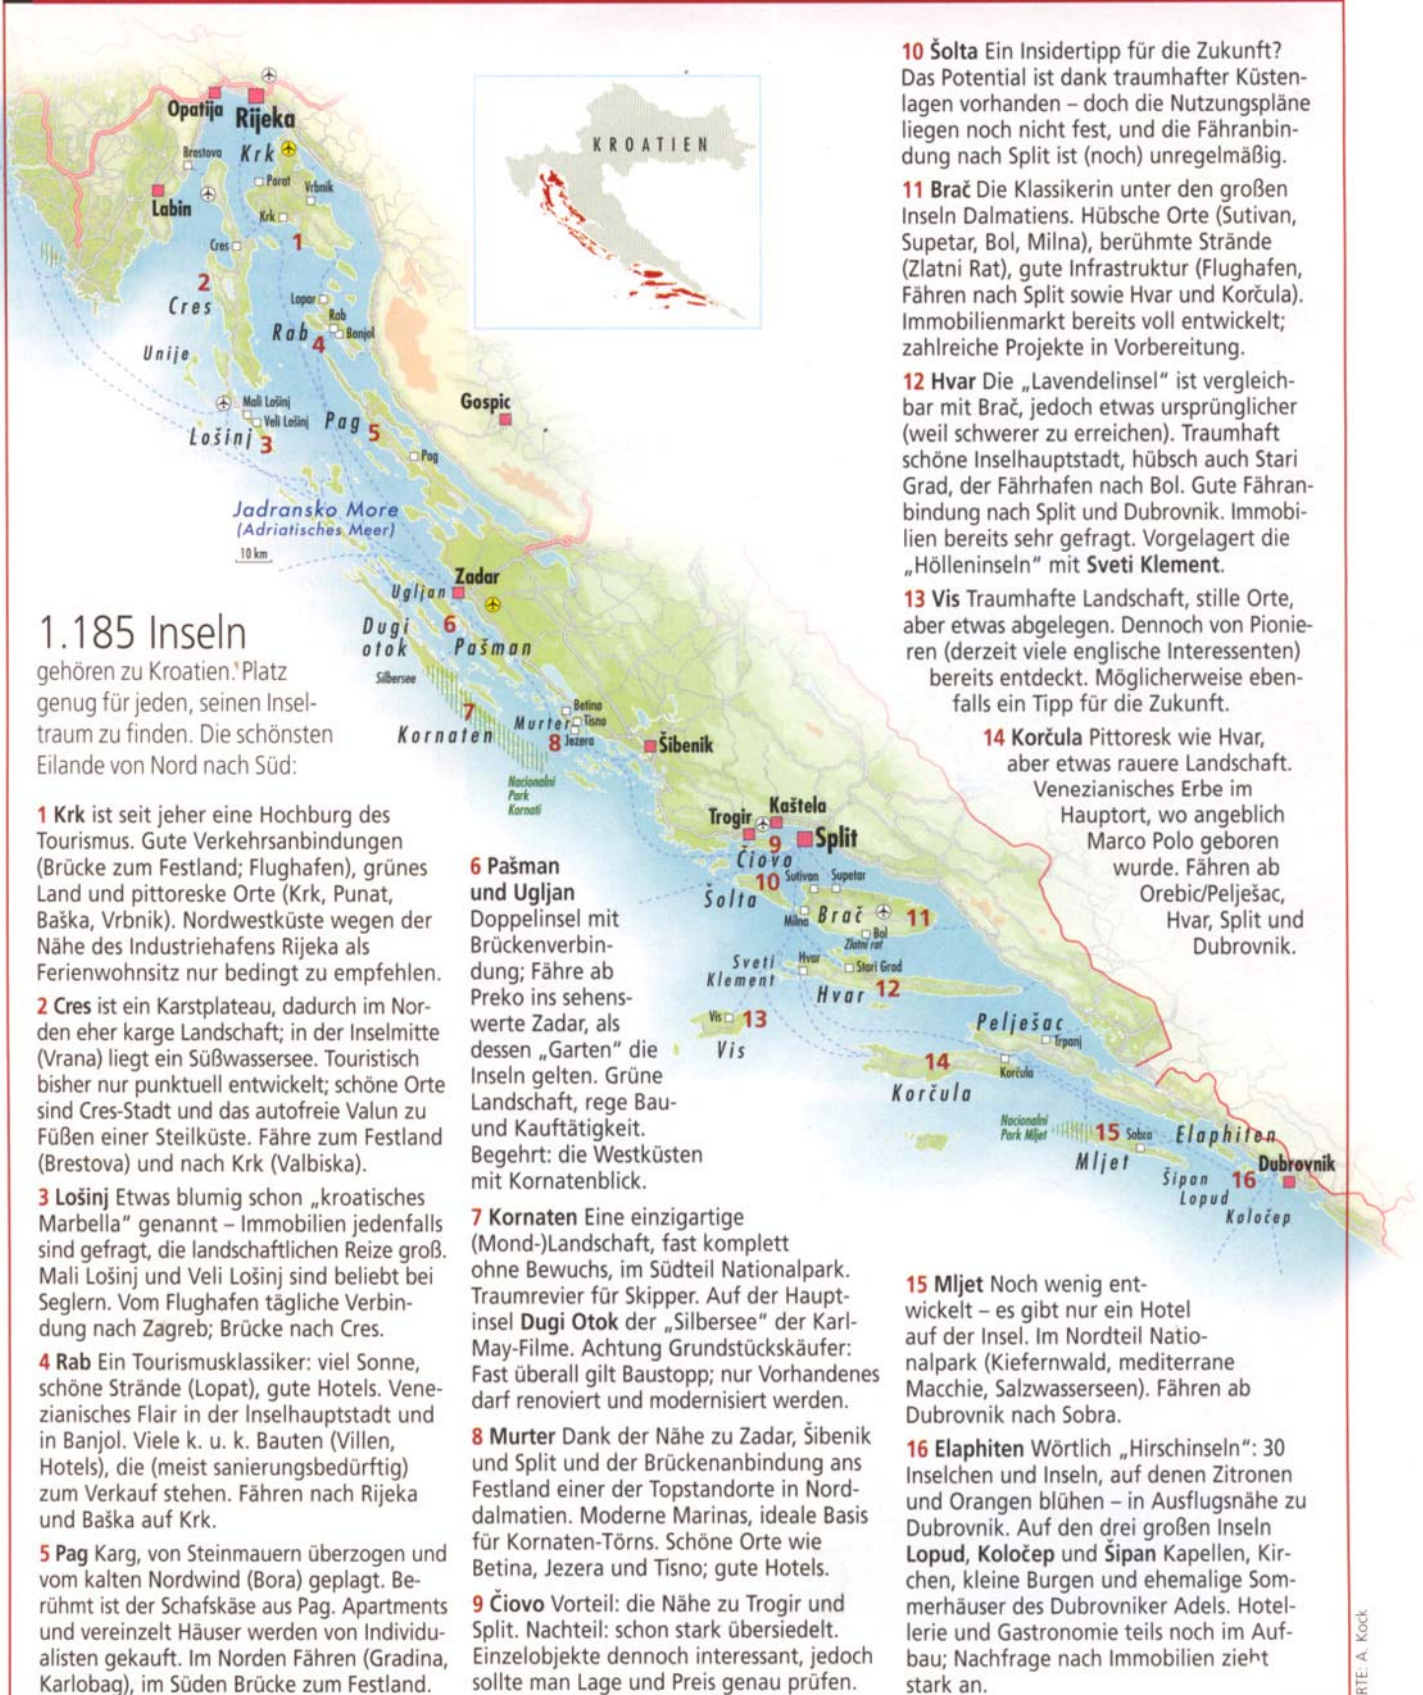 Opatija
Rijeka
Brestova
Krk
Porat
Vrbnik
Labin
Krk
1
Cres
2
Cres
Lopar
Rab
Rab
4
Banjol
Unije
Mali Lošinj
Veli Lošinj
Lošinj
3
Pag
5
Pag
Gospic
KROATIEN
Jadransko More
(Adriatisches Meer)
10 km
Zadar
Ugljan
6
Dugi
otok
Pašman
Silbersee
7
Kornaten
Betina
Murter
Tisno
8
Jezera
Šibenik
Nacionalni
Park
Kornati
Trogir
Kaštela
Split
9
Čiovo
10
Sutivan
Supetar
Šolta
Milna
Brač
11
Bol
Zlatni rat
Sveti
Klement
Hvar
Stari Grad
Hvar
12
Vis
13
Vis
Pelješac
Trpanj
14
Korčula
Korčula
Nacionalni
Park Mljet
15
Sobra
Elaphiten
Mljet
Šipan
16
Dubrovnik
Lopud
Koločep
1.185 Inseln
gehören zu Kroatien. Platz
genug für jeden, seinen Insel-
traum zu finden. Die schönsten
Eilande von Nord nach Süd:
1 Krk ist seit jeher eine Hochburg des
Tourismus. Gute Verkehrsanbindungen
(Brücke zum Festland; Flughafen), grünes
Land und pittoreske Orte (Krk, Punat,
Baška, Vrbnik). Nordwestküste wegen der
Nähe des Industriehafens Rijeka als
Ferienwohnsitz nur bedingt zu empfehlen.
2 Cres ist ein Karstplateau, dadurch im Nor-
den eher karge Landschaft; in der Inselmitte
(Vrana) liegt ein Süßwassersee. Touristisch
bisher nur punktuell entwickelt; schöne Orte
sind Cres-Stadt und das autofreie Valun zu
Füßen einer Steilküste. Fähre zum Festland
(Brestova) und nach Krk (Valbiska).
3 Lošinj Etwas blumig schon „kroatisches
Marbella“ genannt – Immobilien jedenfalls
sind gefragt, die landschaftlichen Reize groß.
Mali Lošinj und Veli Lošinj sind beliebt bei
Seglern. Vom Flughafen tägliche Verbin-
dung nach Zagreb; Brücke nach Cres.
4 Rab Ein Tourismusklassiker: viel Sonne,
schöne Strände (Lopat), gute Hotels. Vene-
zianisches Flair in der Inselhauptstadt und
in Banjol. Viele k. u. k. Bauten (Villen,
Hotels), die (meist sanierungsbedürftig)
zum Verkauf stehen. Fähren nach Rijeka
und Baška auf Krk.
5 Pag Karg, von Steinmauern überzogen und
vom kalten Nordwind (Bora) geplagt. Be-
rühmt ist der Schafskäse aus Pag. Apartments
und vereinzelt Häuser werden von Individu-
alisten gekauft. Im Norden Fähren (Gradina,
Karlobag), im Süden Brücke zum Festland.
6 Pašman
und Ugljan
Doppelinsel mit
Brückenverbin-
dung; Fähre ab
Preko ins sehens-
werte Zadar, als
dessen „Garten“ die
Inseln gelten. Grüne
Landschaft, rege Bau-
und Kauftätigkeit.
Begehrt: die Westküsten
mit Kornatenblick.
7 Kornaten Eine einzigartige
(Mond-)Landschaft, fast komplett
ohne Bewuchs, im Südteil Nationalpark.
Traumrevier für Skipper. Auf der Haupt-
insel Dugi Otok der „Silbersee“ der Karl-
May-Filme. Achtung Grundstückskäufer:
Fast überall gilt Baustopp; nur Vorhandenes
darf renoviert und modernisiert werden.
8 Murter Dank der Nähe zu Zadar, Šibenik
und Split und der Brückenanbindung ans
Festland einer der Topstandorte in Nord-
dalmatien. Moderne Marinas, ideale Basis
für Kornaten-Törns. Schöne Orte wie
Betina, Jezera und Tisno; gute Hotels.
9 Čiovo Vorteil: die Nähe zu Trogir und
Split. Nachteil: schon stark übersiedelt.
Einzelobjekte dennoch interessant, jedoch
sollte man Lage und Preis genau prüfen.
10 Šolta Ein Insidertipp für die Zukunft?
Das Potential ist dank traumhafter Küsten-
lagen vorhanden – doch die Nutzungspläne
liegen noch nicht fest, und die Fähranbin-
dung nach Split ist (noch) unregelmäßig.
11 Brač Die Klassikerin unter den großen
Inseln Dalmatiens. Hübsche Orte (Sutivan,
Supetar, Bol, Milna), berühmte Strände
(Zlatni Rat), gute Infrastruktur (Flughafen,
Fähren nach Split sowie Hvar und Korčula).
Immobilienmarkt bereits voll entwickelt;
zahlreiche Projekte in Vorbereitung.
12 Hvar Die „Lavendelinsel“ ist vergleich-
bar mit Brač, jedoch etwas ursprünglicher
(weil schwerer zu erreichen). Traumhaft
schöne Inselhauptstadt, hübsch auch Stari
Grad, der Fährhafen nach Bol. Gute Fähran-
bindung nach Split und Dubrovnik. Immobi-
lien bereits sehr gefragt. Vorgelagert die
„Hölleninseln“ mit Sveti Klement.
13 Vis Traumhafte Landschaft, stille Orte,
aber etwas abgelegen. Dennoch von Pionie-
ren (derzeit viele englische Interessenten)
bereits entdeckt. Möglicherweise eben-
falls ein Tipp für die Zukunft.
14 Korčula Pittoresk wie Hvar,
aber etwas rauere Landschaft.
Venezianisches Erbe im
Hauptort, wo angeblich
Marco Polo geboren
wurde. Fähren ab
Orebic/Pelješac,
Hvar, Split und
Dubrovnik.
15 Mljet Noch wenig ent-
wickelt – es gibt nur ein Hotel
auf der Insel. Im Nordteil Natio-
nalpark (Kiefernwald, mediterrane
Macchie, Salzwasserseen). Fähren ab
Dubrovnik nach Sobra.
16 Elaphiten Wörtlich „Hirschinseln“: 30
Inselchen und Inseln, auf denen Zitronen
und Orangen blühen – in Ausflugsnähe zu
Dubrovnik. Auf den drei großen Inseln
Lopud, Koločep und Šipan Kapellen, Kir-
chen, kleine Burgen und ehemalige Som-
merhäuser des Dubrovniker Adels. Hotel-
lerie und Gastronomie teils noch im Auf-
bau; Nachfrage nach Immobilien zieht
stark an.
RTE: A. Kock